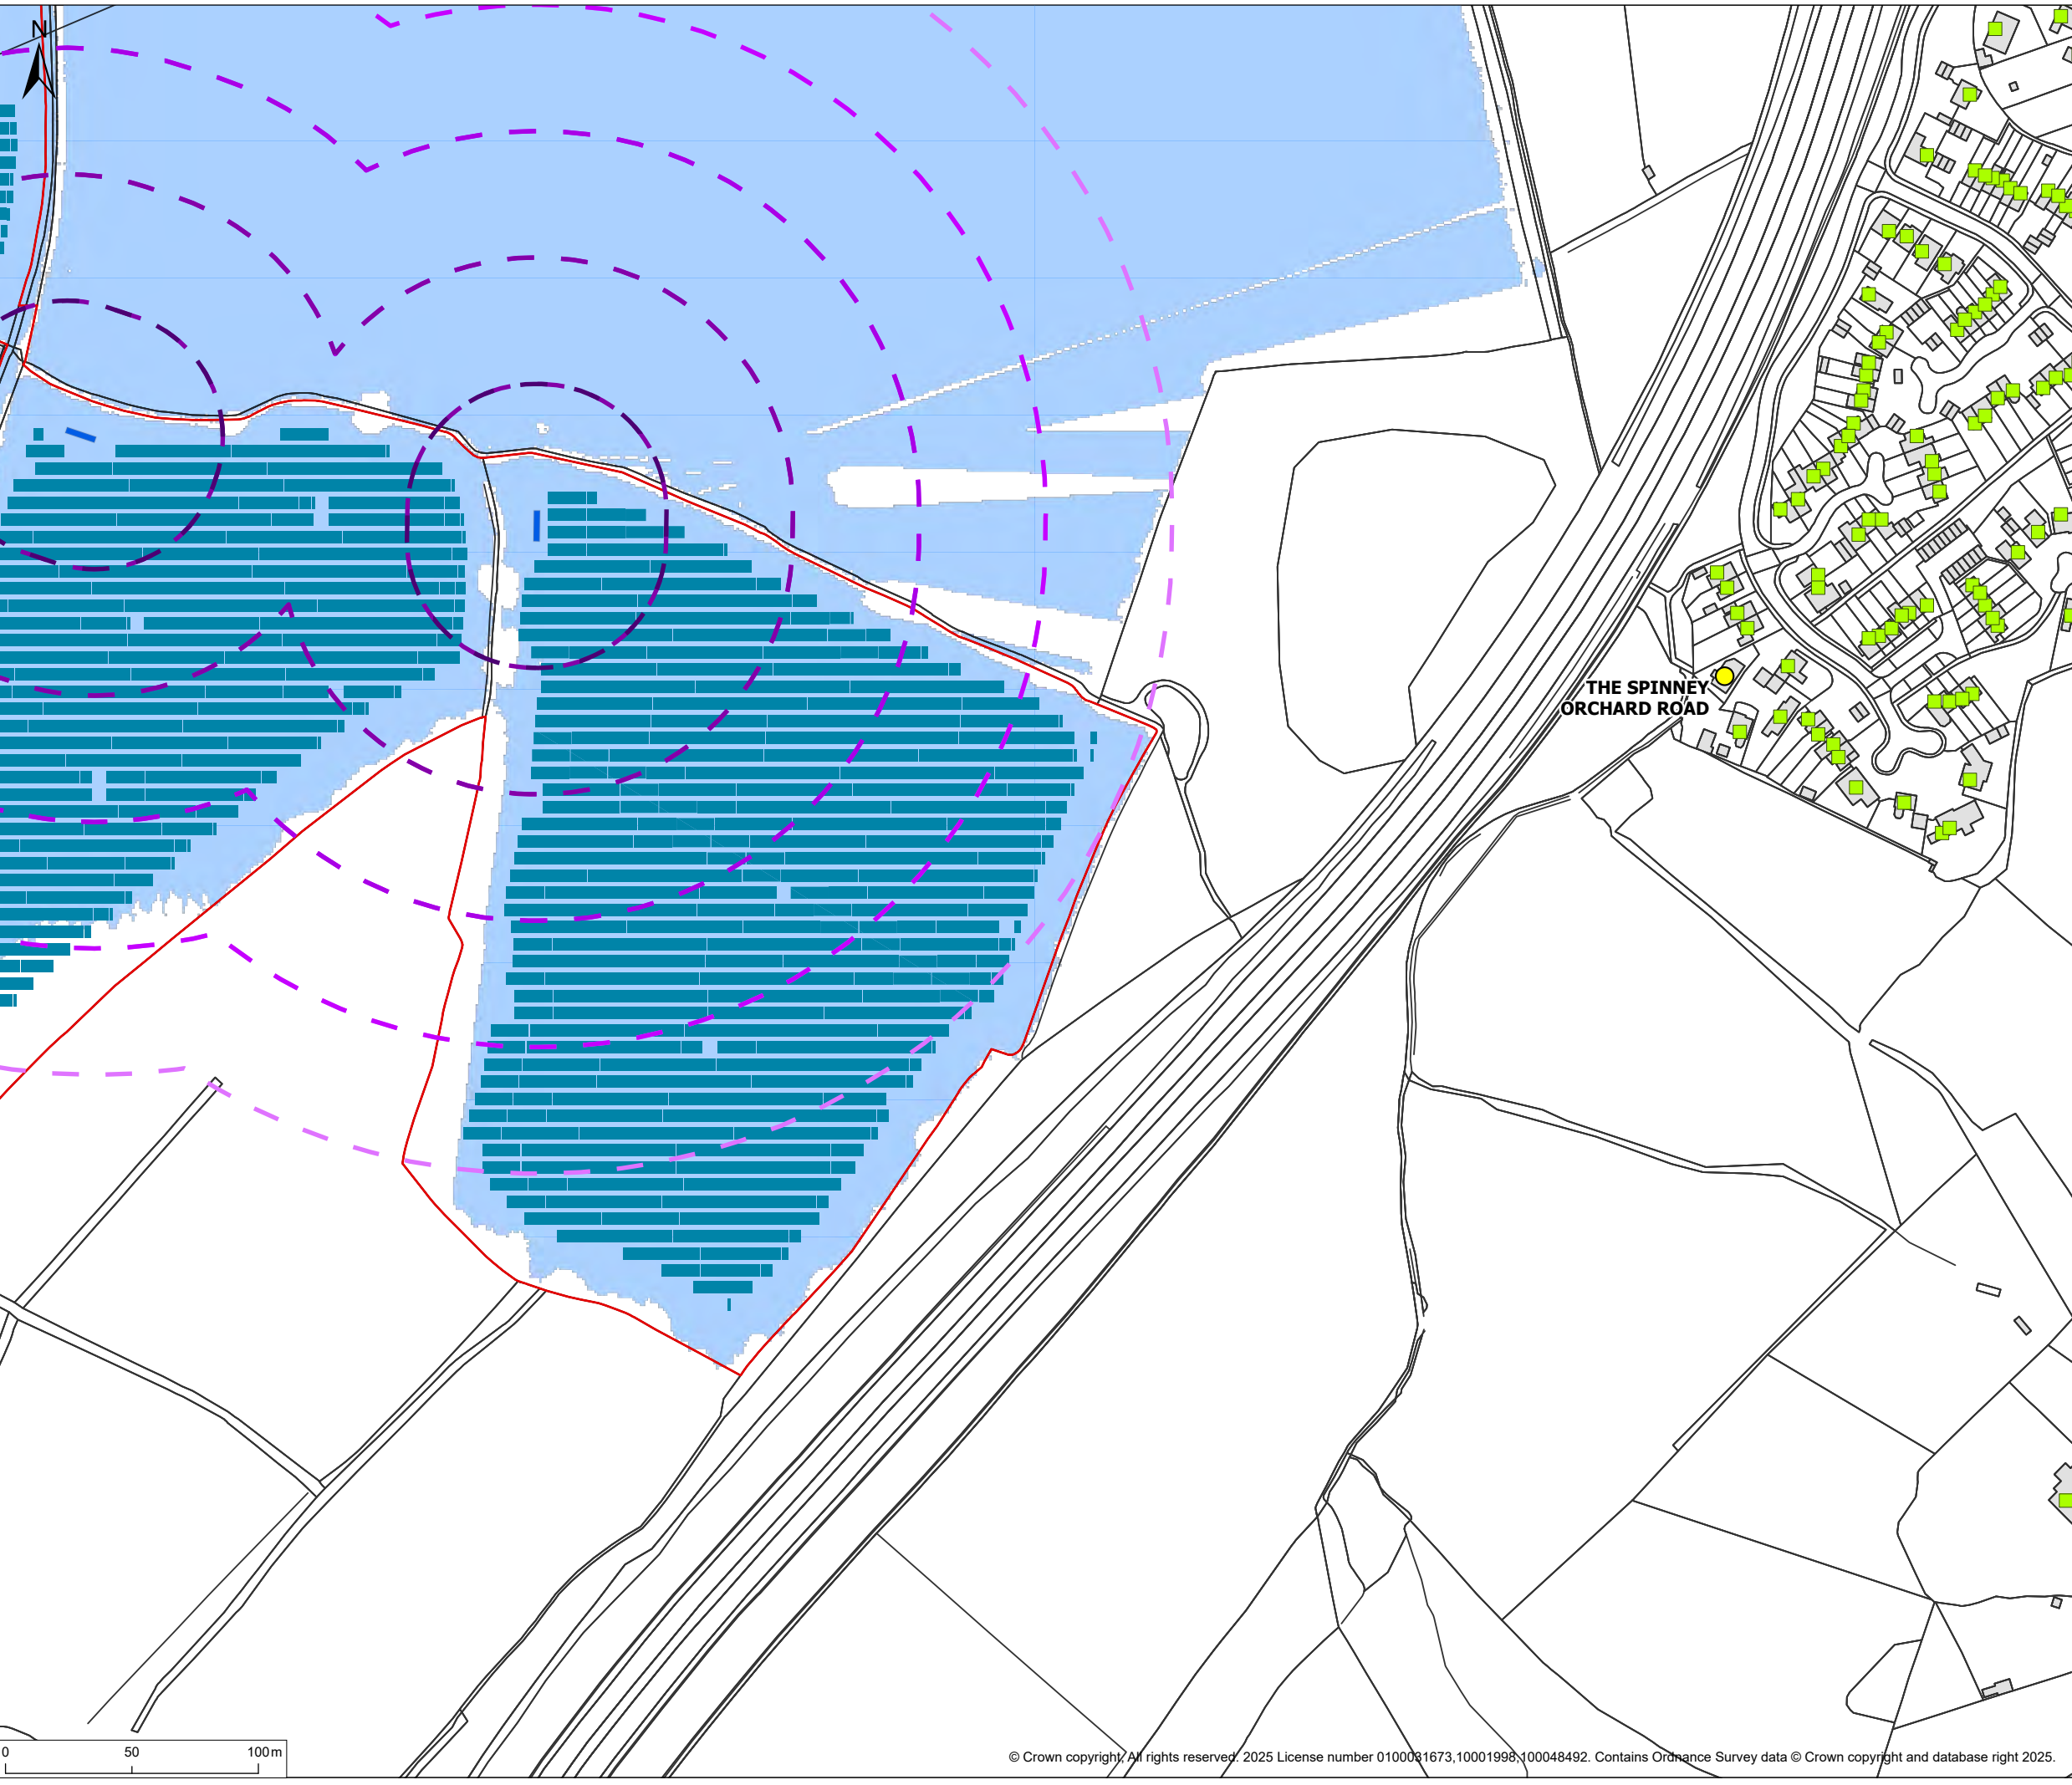 N
THE SPINNEY
ORCHARD ROAD
0 50 100m
© Crown copyright, All rights reserved. 2025 License number 0100031673,10001998,100048492. Contains Ordnance Survey data © Crown copyright and database right 2025.